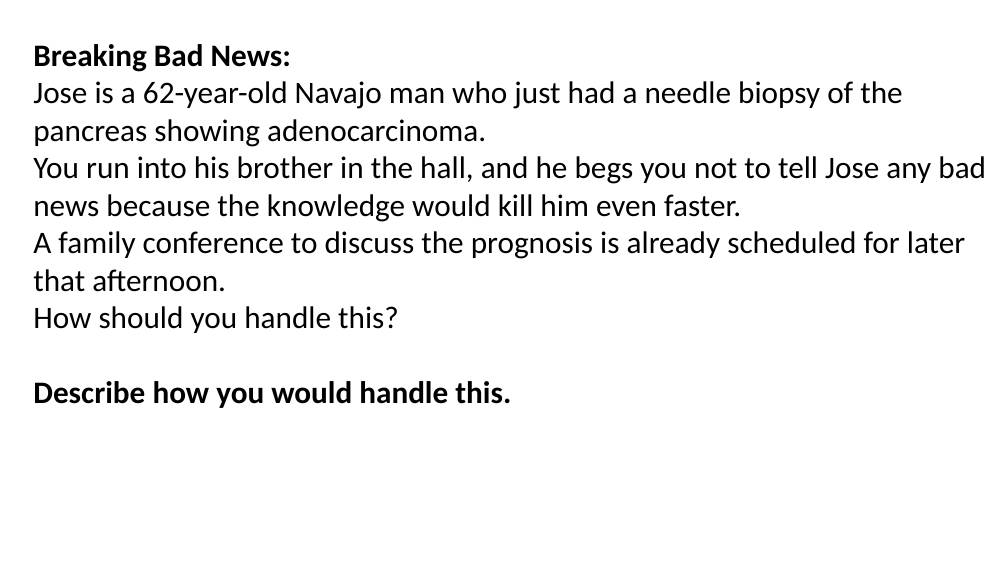 Breaking Bad News:
Jose is a 62-year-old Navajo man who just had a needle biopsy of the
pancreas showing adenocarcinoma.
You run into his brother in the hall, and he begs you not to tell Jose any bad
news because the knowledge would kill him even faster.
A family conference to discuss the prognosis is already scheduled for later
that afternoon.
How should you handle this?
Describe how you would handle this.